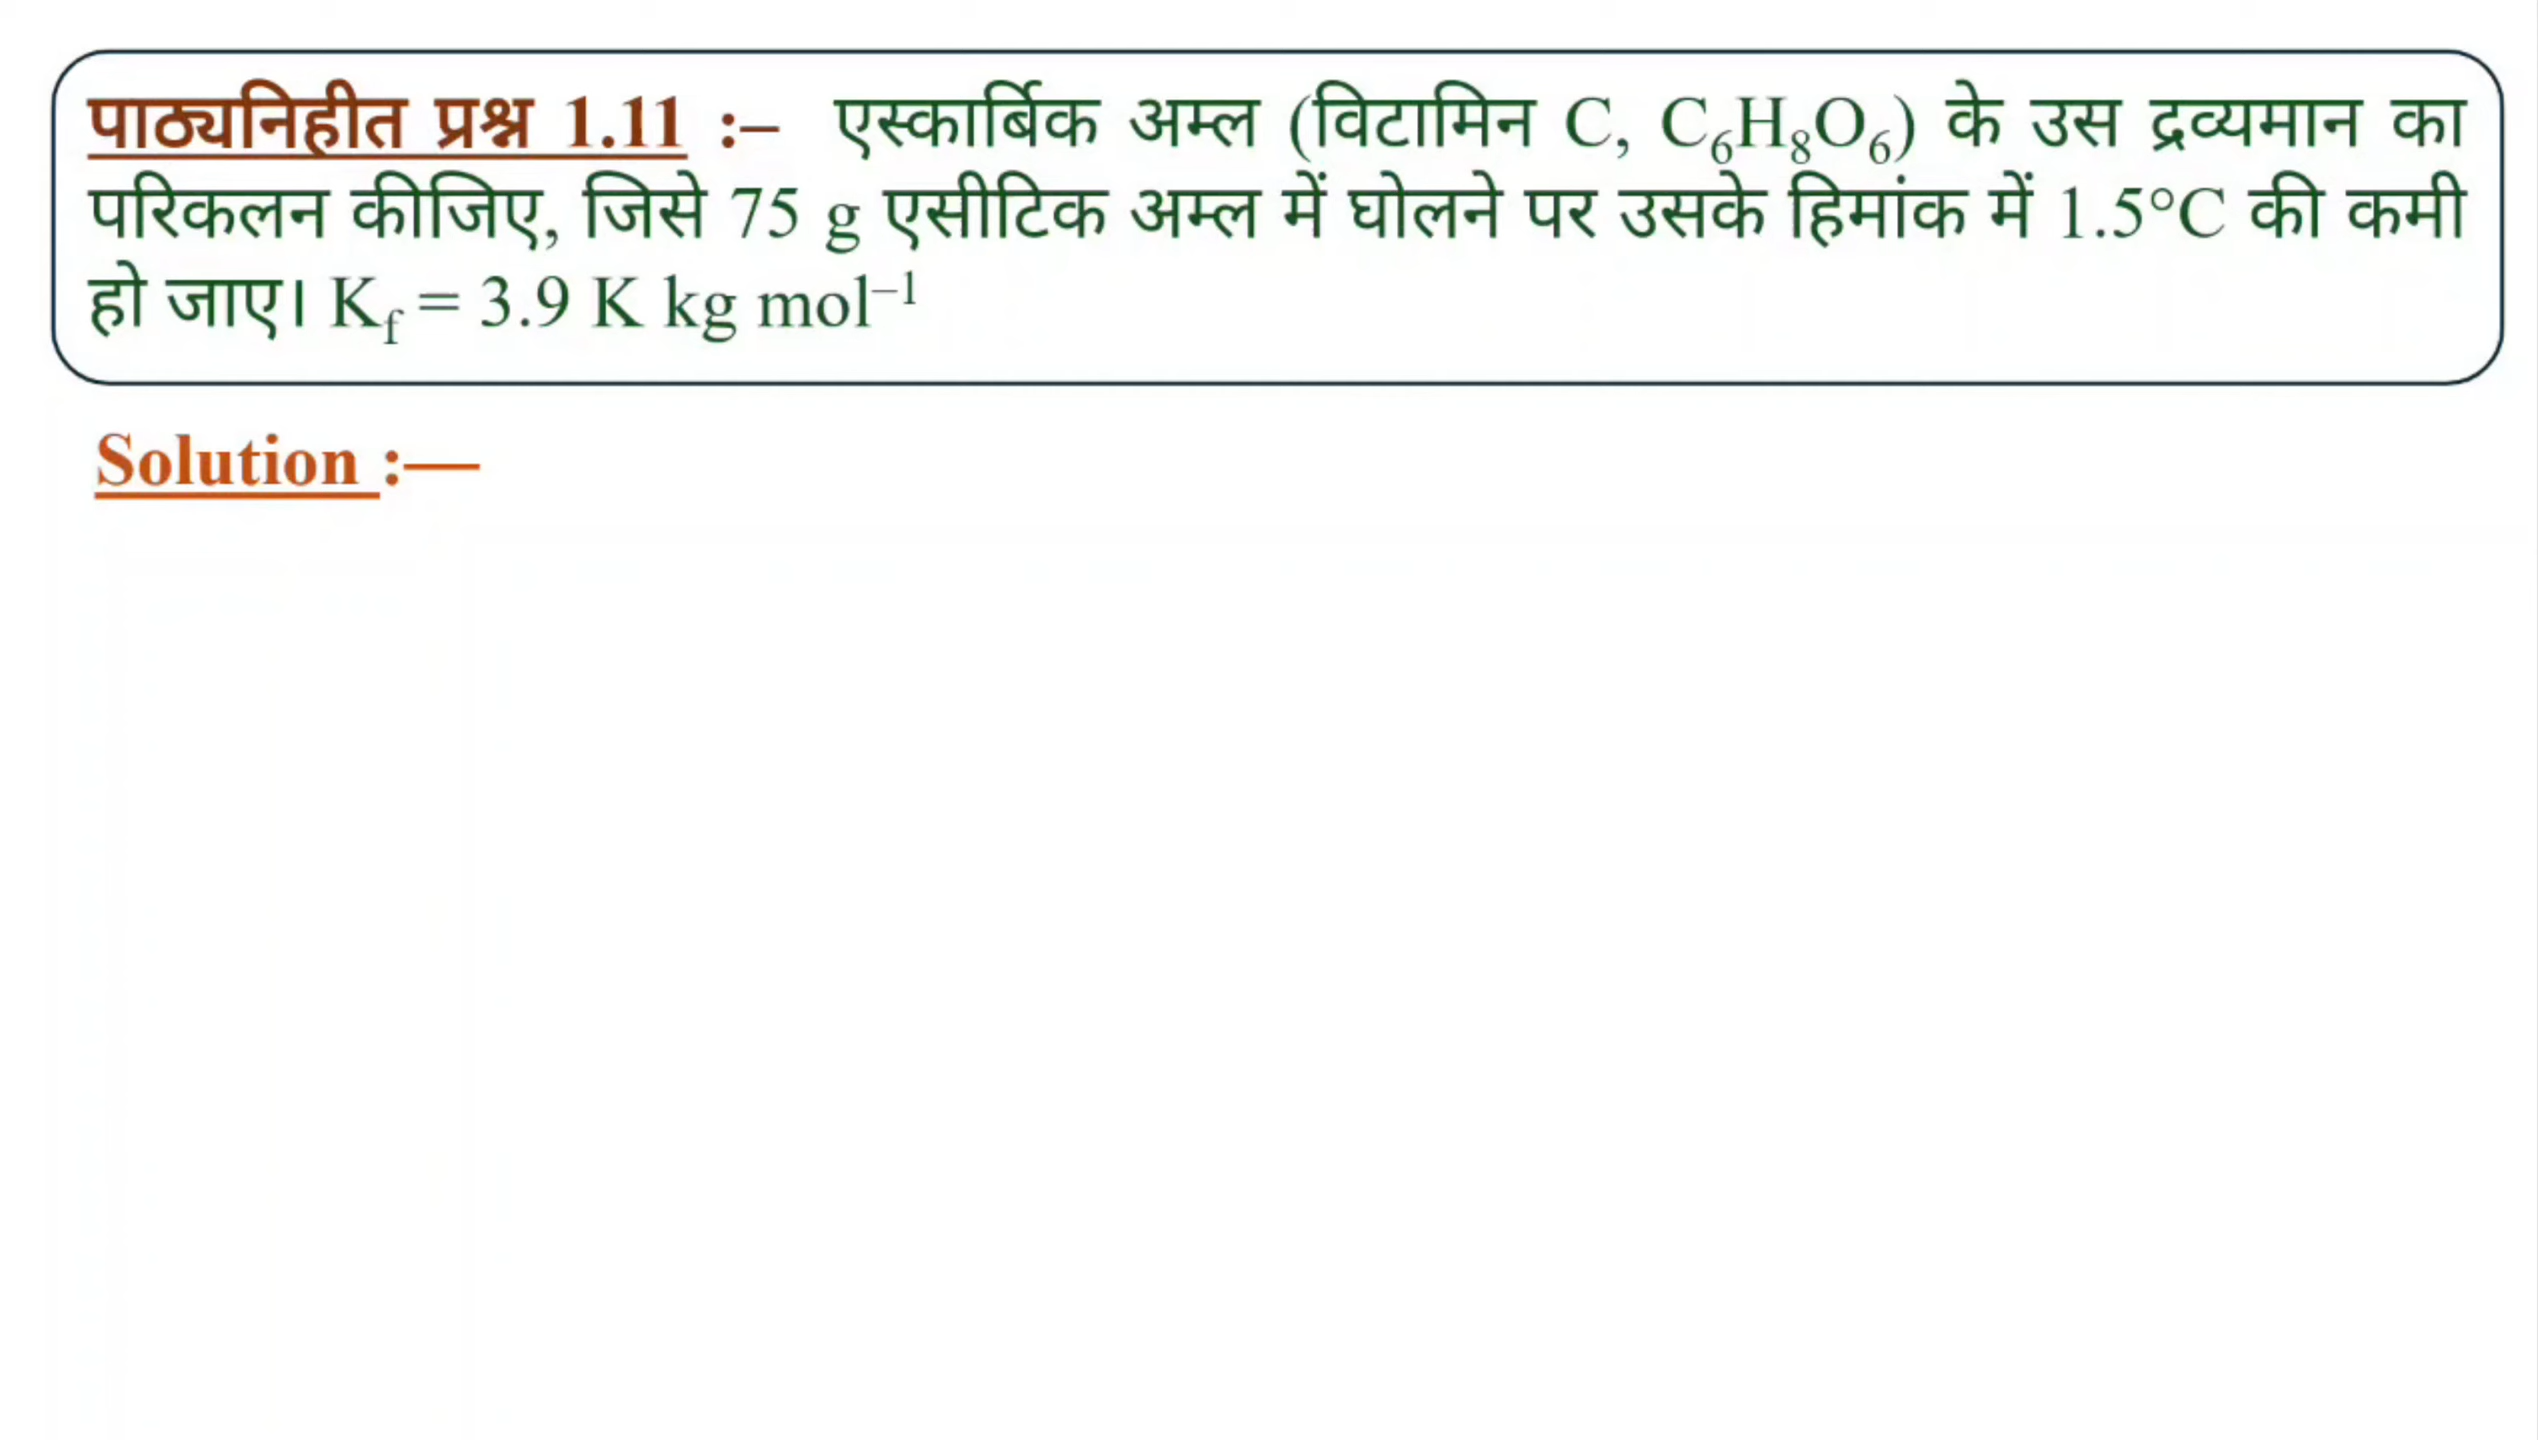 पाठ्यनिहीत प्रश्न 1.11 :– एस्कार्बिक अम्ल (विटामिन C, C₆H₈O₆) के उस द्रव्यमान का
परिकलन कीजिए, जिसे 75 g एसीटिक अम्ल में घोलने पर उसके हिमांक में 1.5°C की कमी
हो जाए। K_f = 3.9 K kg mol⁻¹
Solution :—